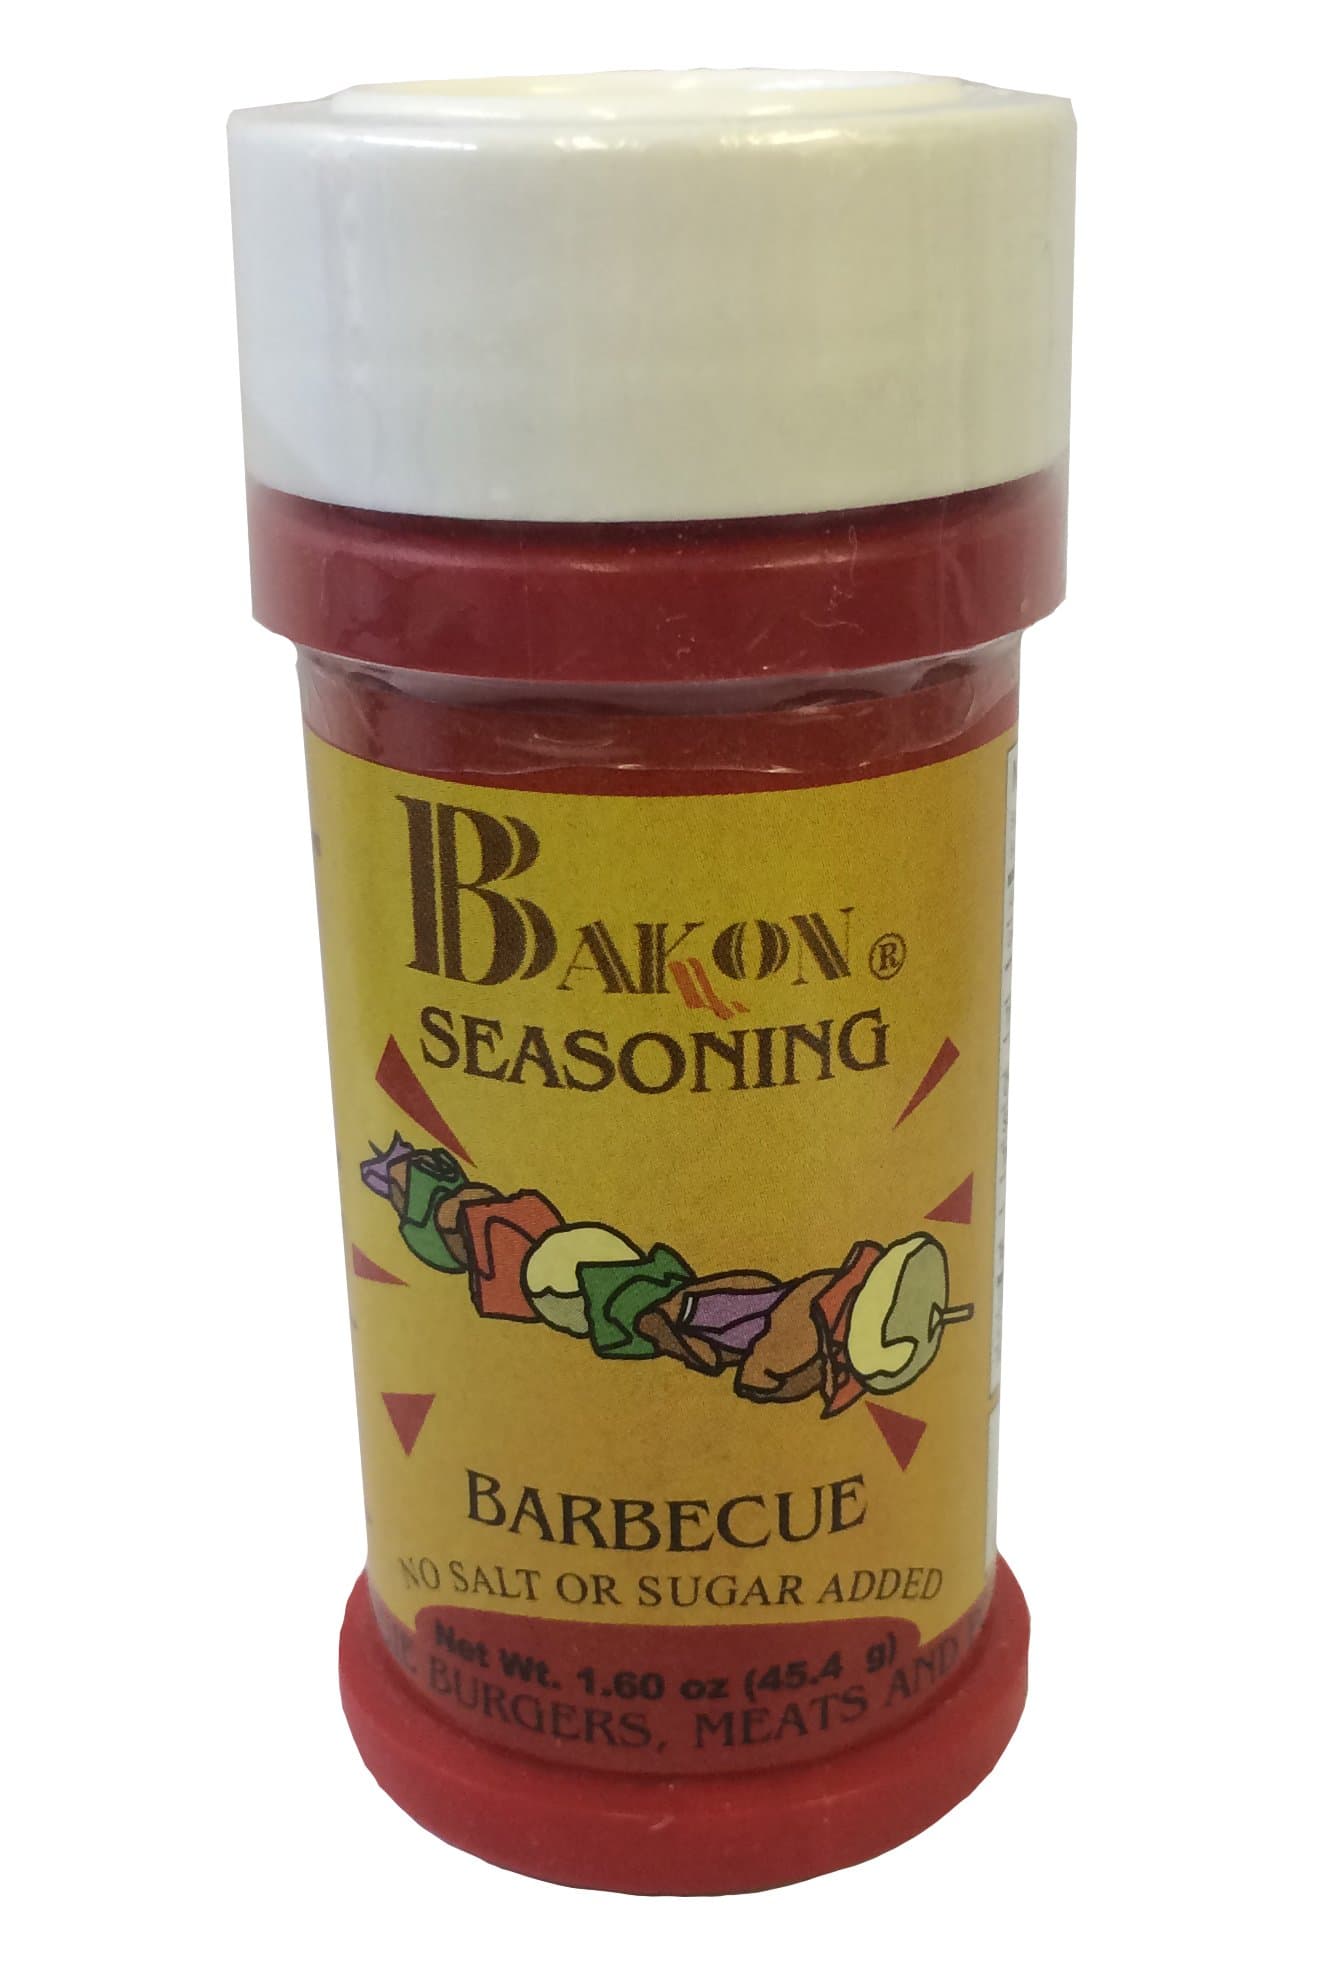 BAKON®
SEASONING
BARBECUE
NO SALT OR SUGAR ADDED
Net Wt. 1.60 oz (45.4 g)
BURGERS, MEATS AND